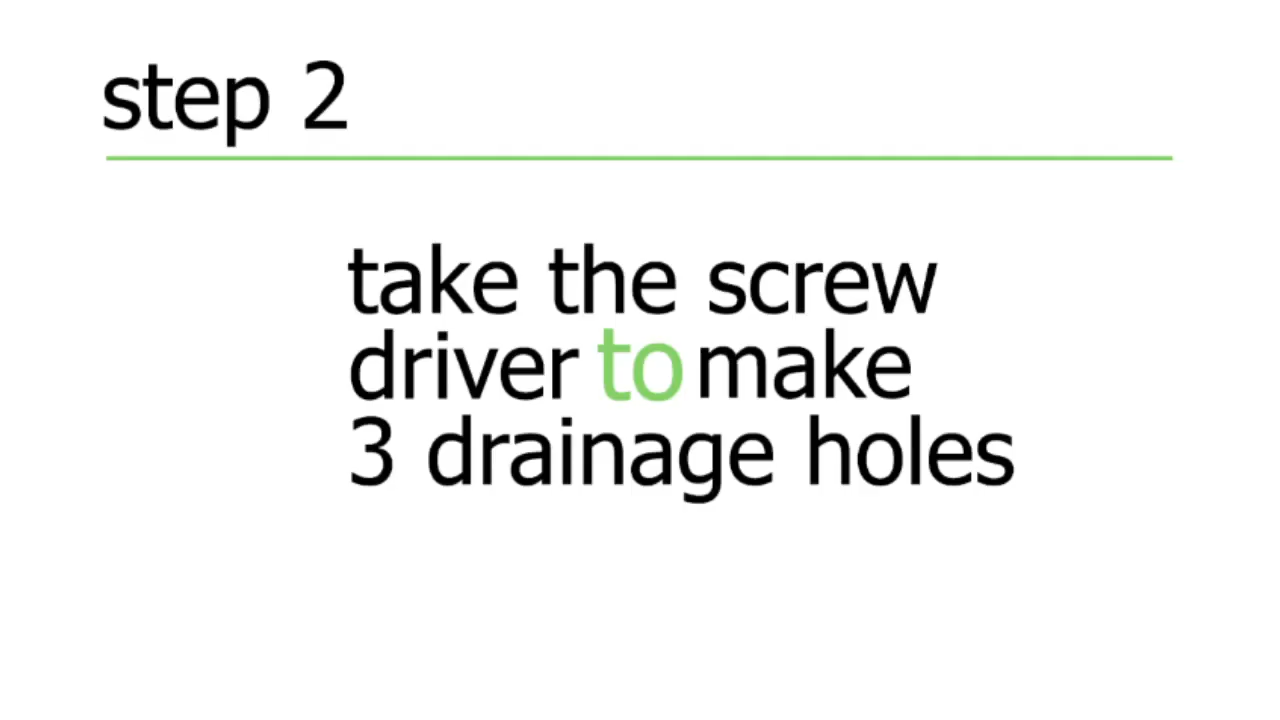 step 2
take the screw
driver to make
3 drainage holes